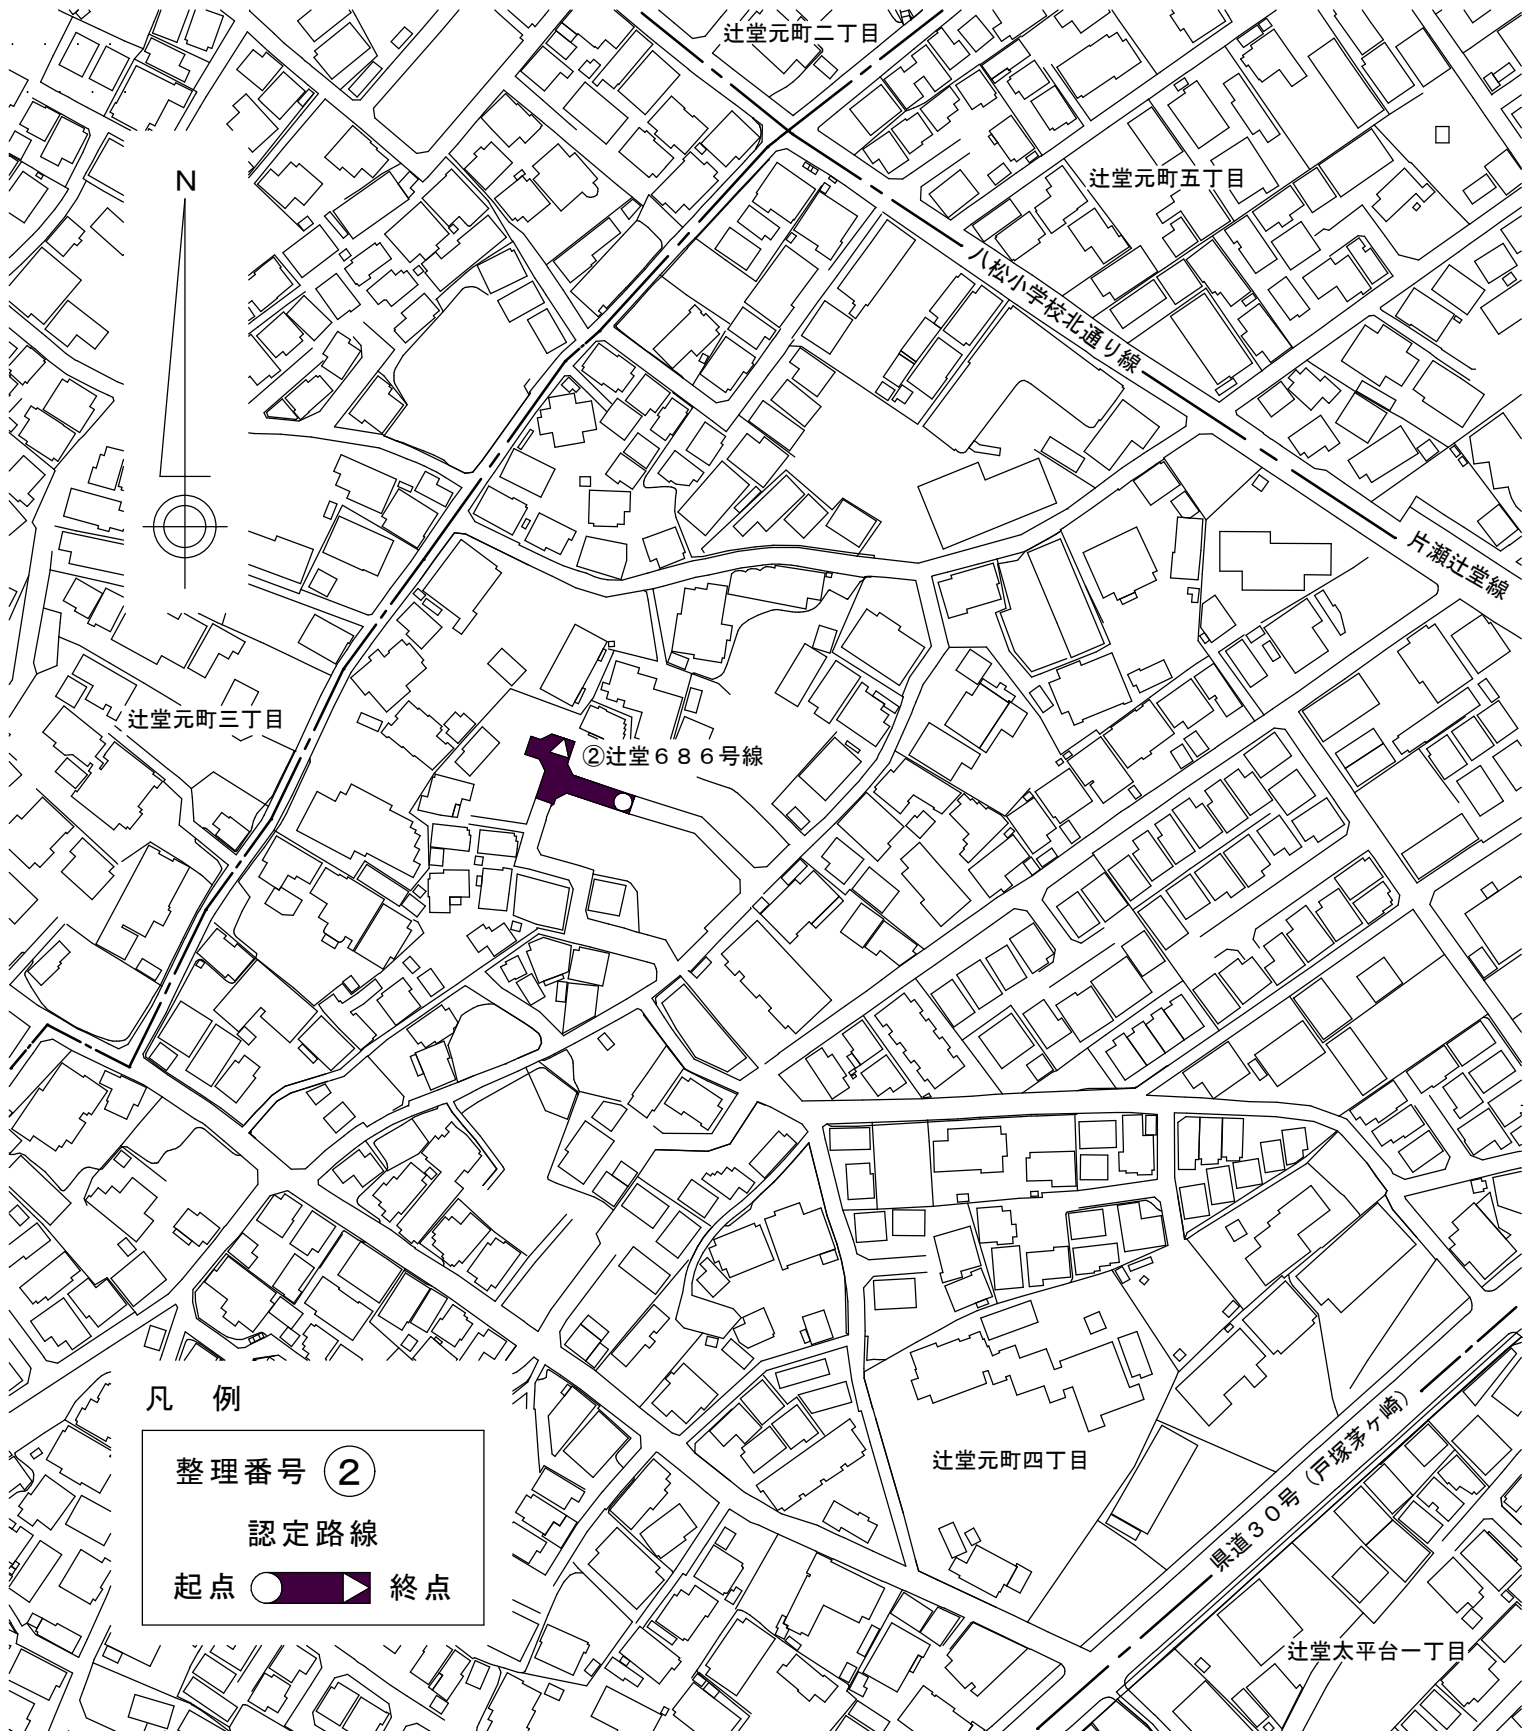 辻堂元町二丁目
N
辻堂元町五丁目
八松小学校北通り線
片瀬辻堂線
辻堂元町三丁目
②辻堂６８６号線
凡 例
整理番号 ②
認定路線
起点 終点
辻堂元町四丁目
県道３０号（戸塚茅ヶ崎）
辻堂太平台一丁目